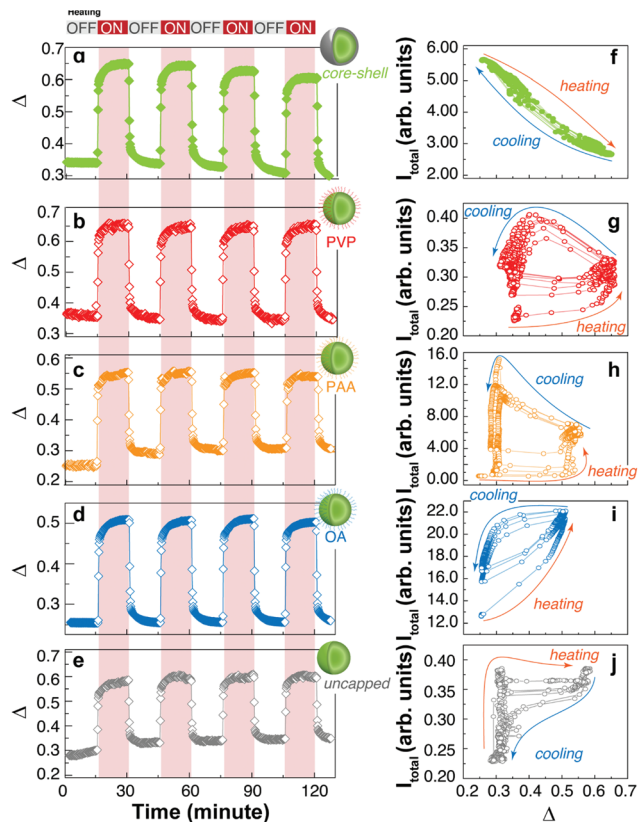 Heating
OFF ON OFF ON OFF ON OFF ON
a
core-shell
Δ
0.7
0.6
0.5
0.4
0.3
b
PVP
Δ
0.7
0.6
0.5
0.4
0.3
c
PAA
Δ
0.6
0.5
0.4
0.3
0.2
d
OA
Δ
0.5
0.4
0.3
e
uncapped
Δ
0.7
0.6
0.5
0.4
0.3
0.2
0 30 60 90 120
Time (minute)
f
heating
cooling
I total (arb. units)
6.00
5.00
4.00
3.00
2.00
g
cooling
heating
I total (arb. units)
0.40
0.35
0.30
0.25
0.20
h
cooling
heating
I total (arb. units)
16.0
12.0
8.00
4.00
0.00
i
cooling
heating
I total (arb. units)
22.0
20.0
18.0
16.0
14.0
12.0
j
heating
cooling
I total (arb. units)
0.40
0.35
0.30
0.25
0.20
0.2 0.3 0.4 0.5 0.6 0.7
Δ